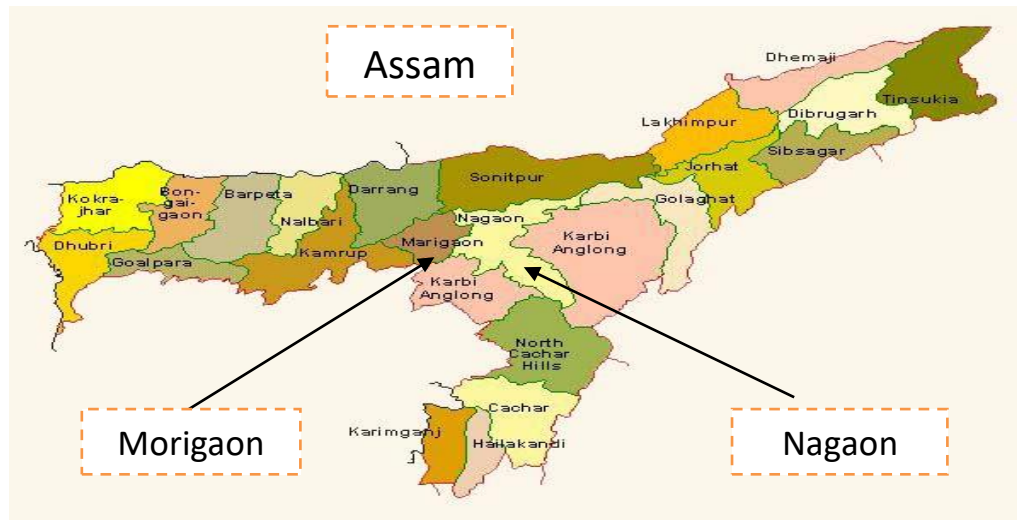 Assam
Dhemaji
Tinsukia
Dibrugarh
Lakhimpur
Sibsagar
Jorhat
Sonitpur
Darrang
Golaghat
Kokra-
jhar
Bon-
gai-
gaon
Barpeta
Nalbari
Nagaon
Marigaon
Karbi
Anglong
Dhubri
Goalpara
Kamrup
Karbi
Anglong
North
Cachar
Hills
Cachar
Karimganj
Hailakandi
Morigaon
Nagaon